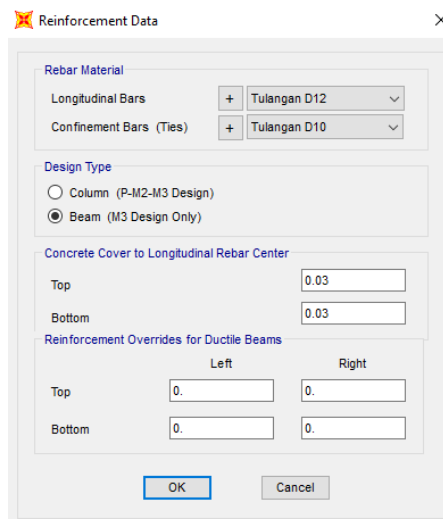 Reinforcement Data
Rebar Material
Longitudinal Bars + Tulangan D12
Confinement Bars (Ties) + Tulangan D10
Design Type
Column (P-M2-M3 Design)
Beam (M3 Design Only)
Concrete Cover to Longitudinal Rebar Center
Top 0.03
Bottom 0.03
Reinforcement Overrides for Ductile Beams
Left Right
Top 0. 0.
Bottom 0. 0.
OK Cancel